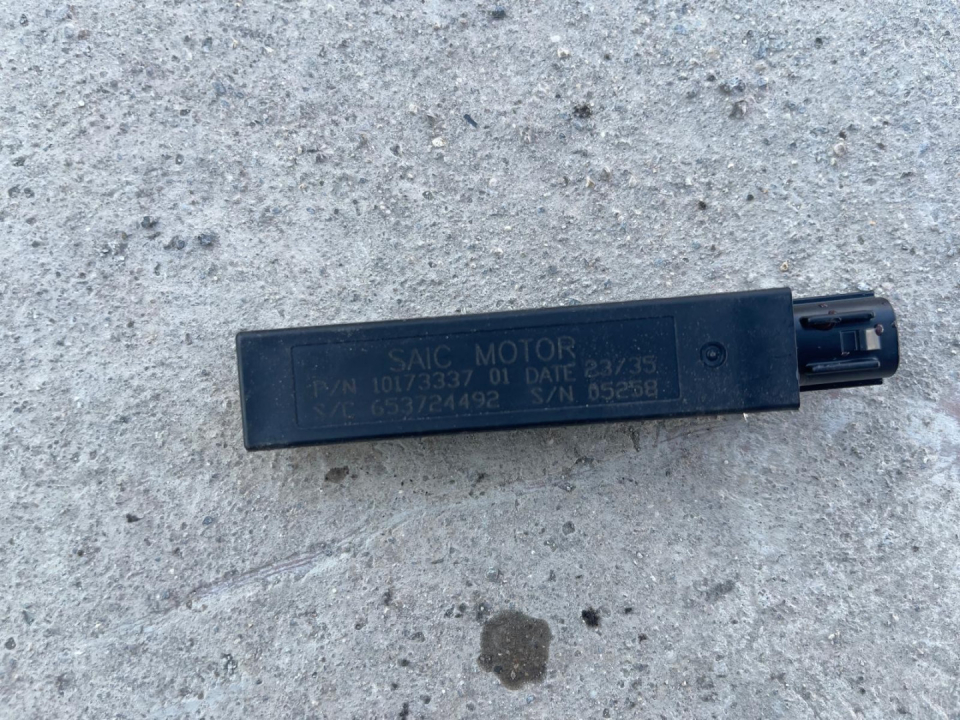 SAIC MOTOR
P/N 10173337 01 DATE 23/35
S/C 653724492 S/N 05258